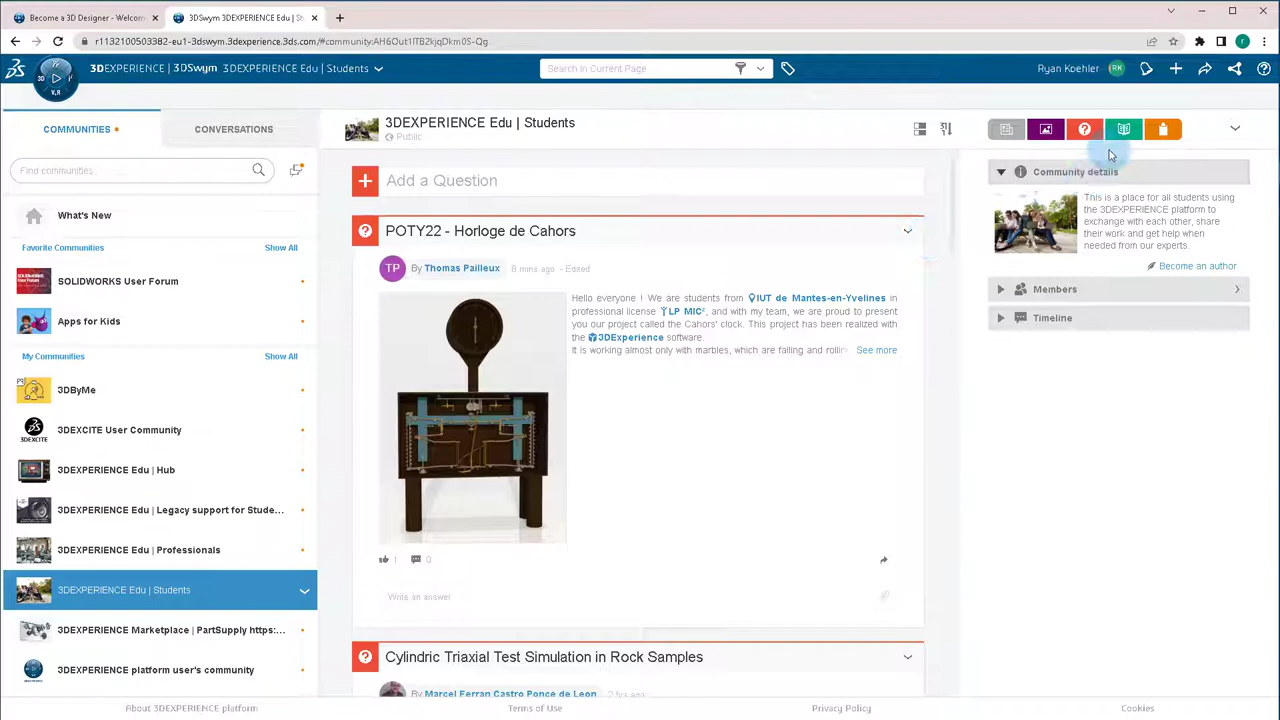 Become a 3D Designer - Welcom
3DSwym 3DEXPERIENCE Edu | St
r1132100503382-eu1-3dswym.3dexperience.3ds.com/#community:AH6Out1lTB2kjqDkm0S-Qg
3DEXPERIENCE | 3DSwym 3DEXPERIENCE Edu | Students
Search in Current Page
Ryan Koehler RK
COMMUNITIES
CONVERSATIONS
3DEXPERIENCE Edu | Students
Public
Find communities...
What's New
Favorite Communities Show All
SOLIDWORKS User Forum
Apps for Kids
My Communities Show All
3DByMe
3DEXCITE User Community
3DEXPERIENCE Edu | Hub
3DEXPERIENCE Edu | Legacy support for Stude...
3DEXPERIENCE Edu | Professionals
3DEXPERIENCE Edu | Students
3DEXPERIENCE Marketplace | PartSupply https:...
3DEXPERIENCE platform user's community
Add a Question
POTY22 - Horloge de Cahors
TP By Thomas Pailleux 8 mins ago - Edited
Hello everyone ! We are students from IUT de Mantes-en-Yvelines in
professional license LP MIC², and with my team, we are proud to present
you our project called the Cahors' clock. This project has been realized with
the 3DExperience software.
It is working almost only with marbles, which are falling and rollin See more
1 0
Write an answer
Cylindric Triaxial Test Simulation in Rock Samples
By Marcel Ferran Castro Ponce de Leon 2 hrs ago
Community details
This is a place for all students using
the 3DEXPERIENCE platform to
exchange with each other, share
their work and get help when
needed from our experts.
Become an author
Members
Timeline
About 3DEXPERIENCE platform
Terms of Use
Privacy Policy
Cookies